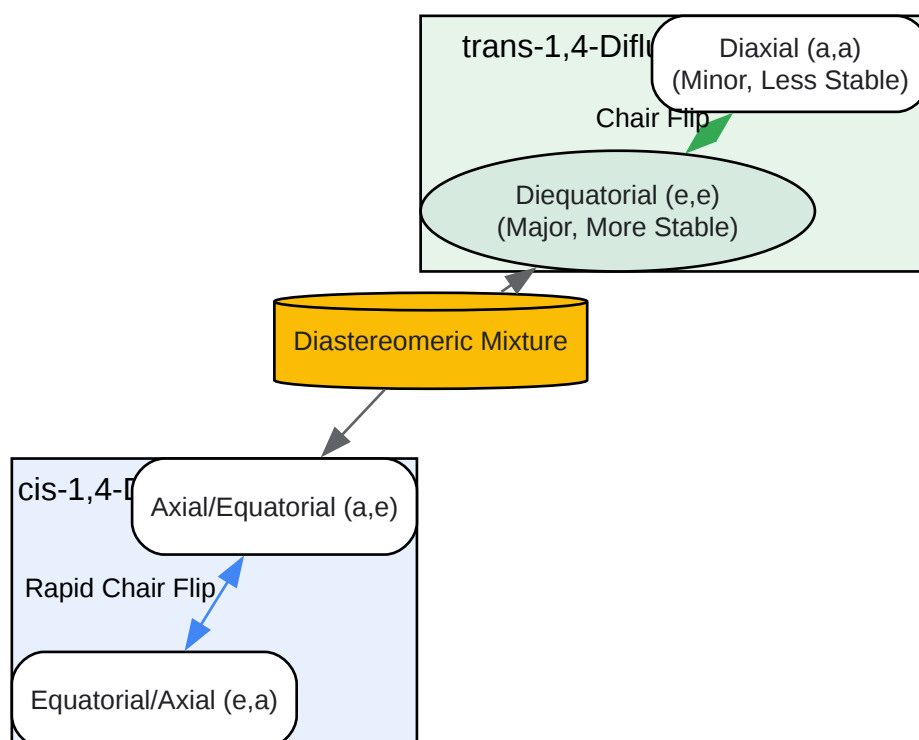 trans-1,4-Diflu
Diaxial (a,a)
(Minor, Less Stable)
Chair Flip
Diequatorial (e,e)
(Major, More Stable)
Diastereomeric Mixture
cis-1,4-D
Axial/Equatorial (a,e)
Rapid Chair Flip
Equatorial/Axial (e,a)